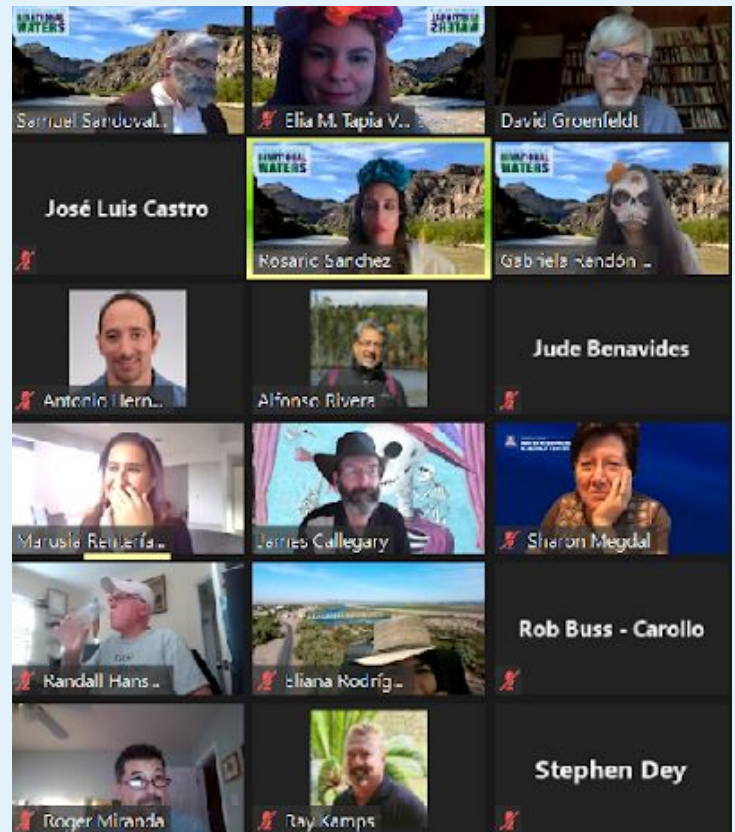 BINATIONAL
WATERS
BINATIONAL
WATERS
Samuel Sandoval...
Elia M. Tapia V...
David Groenfeldt
José Luis Castro
BINATIONAL
WATERS
Rosario Sanchez
BINATIONAL
WATERS
Gabriela Rendón ...
Antonio Hern...
Alfonso Rivera
Jude Benavides
Marusia Rentería...
James Callegary
Sharon Megdal
Randall Hans...
Eliana Rodríg...
Rob Buss - Carollo
Roger Miranda
Ray Kamps
Stephen Dey